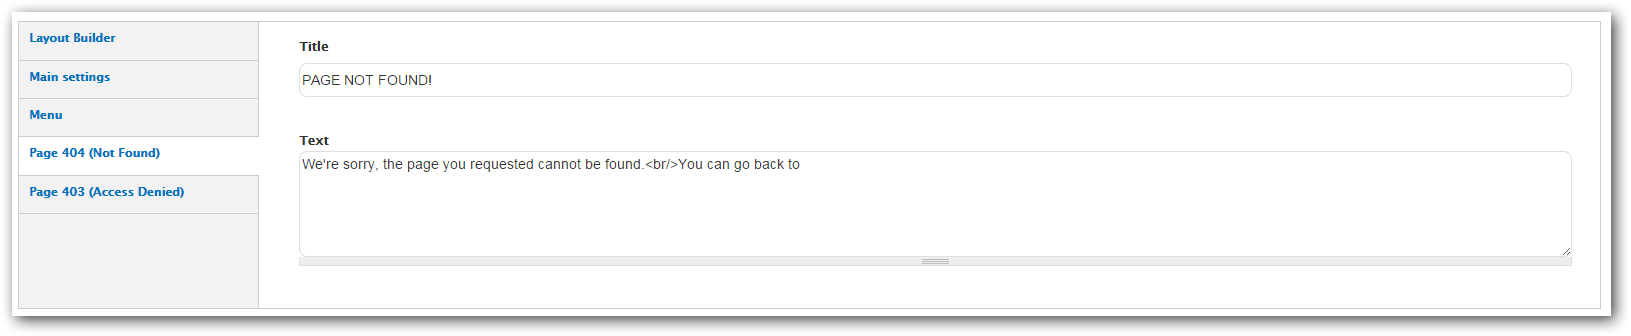 Layout Builder
Main settings
Menu
Page 404 (Not Found)
Page 403 (Access Denied)
Title
PAGE NOT FOUND!
Text
We're sorry, the page you requested cannot be found.<br/>You can go back to